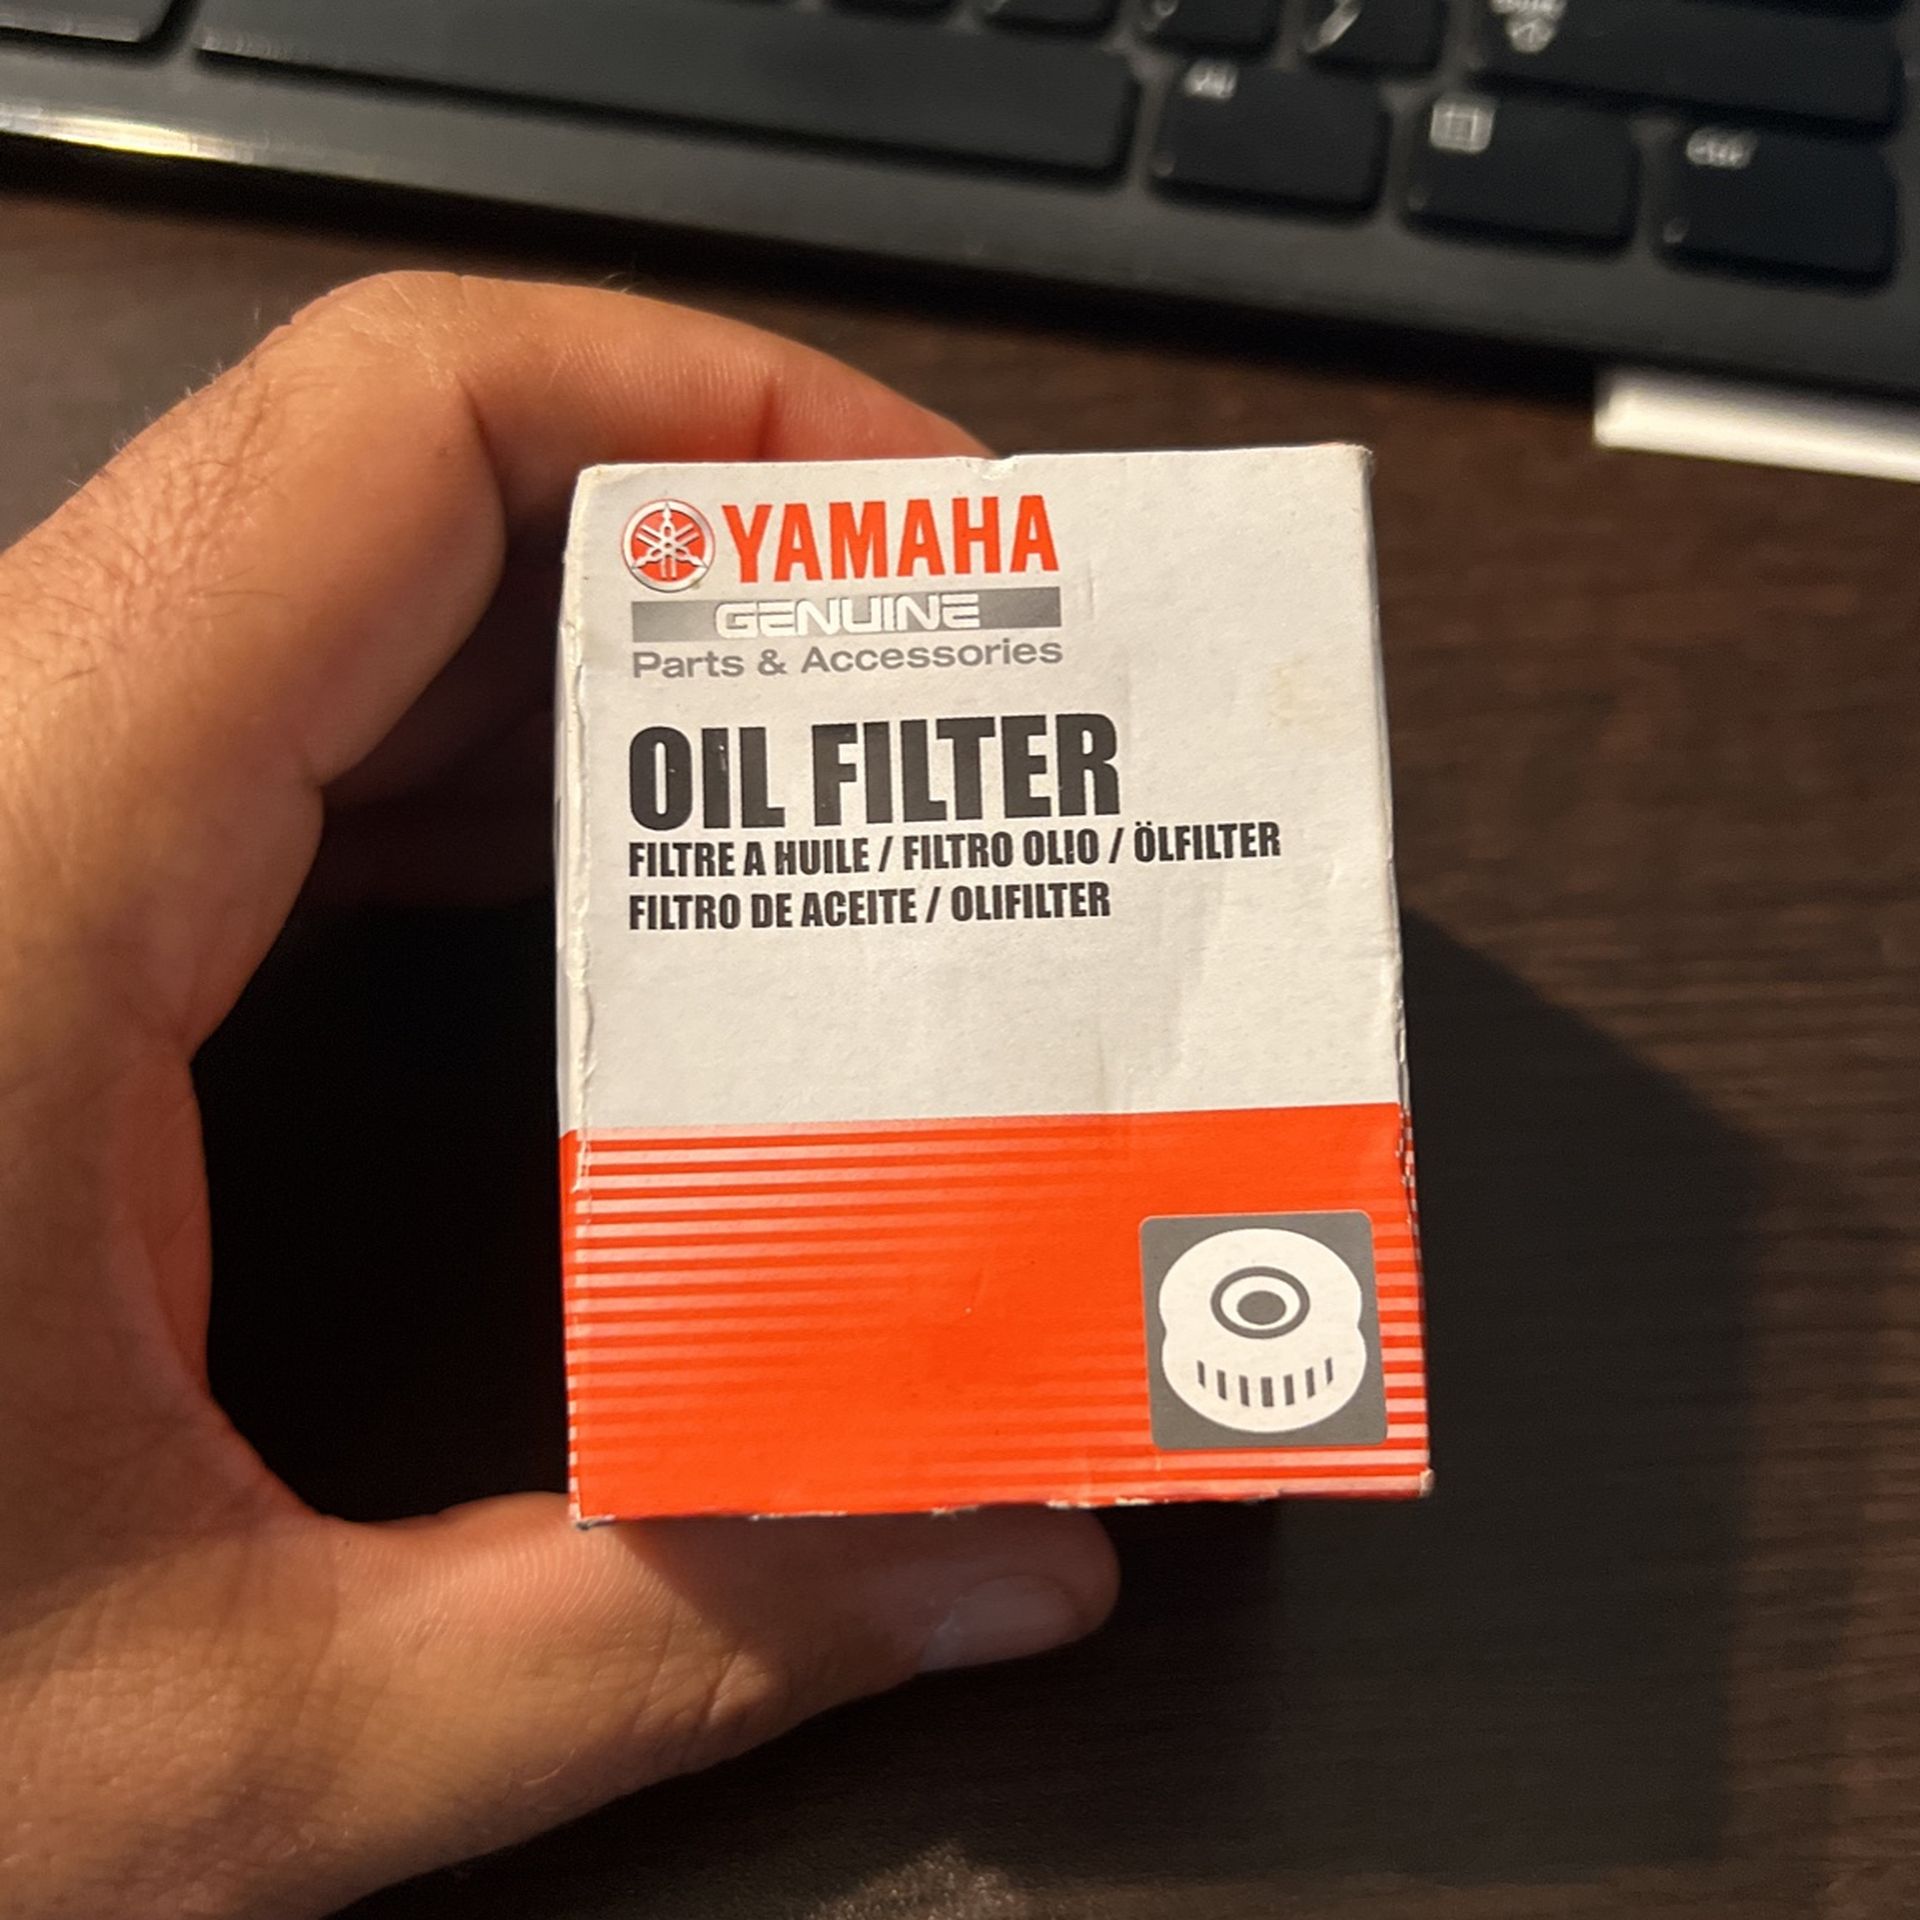 YAMAHA
GENUINE
Parts & Accessories
OIL FILTER
FILTRE A HUILE / FILTRO OLIO / ÖLFILTER
FILTRO DE ACEITE / OLIFILTER